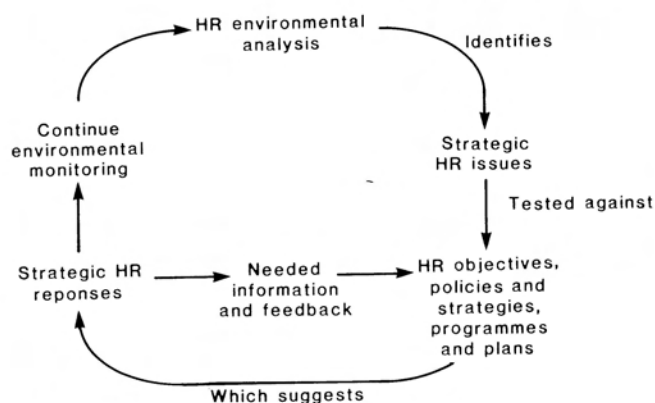 HR environmental
analysis
Identifies
Continue
environmental
monitoring
Strategic
HR issues
Tested against
Strategic HR
reponses
Needed
information
and feedback
HR objectives,
policies and
strategies,
programmes
and plans
Which suggests